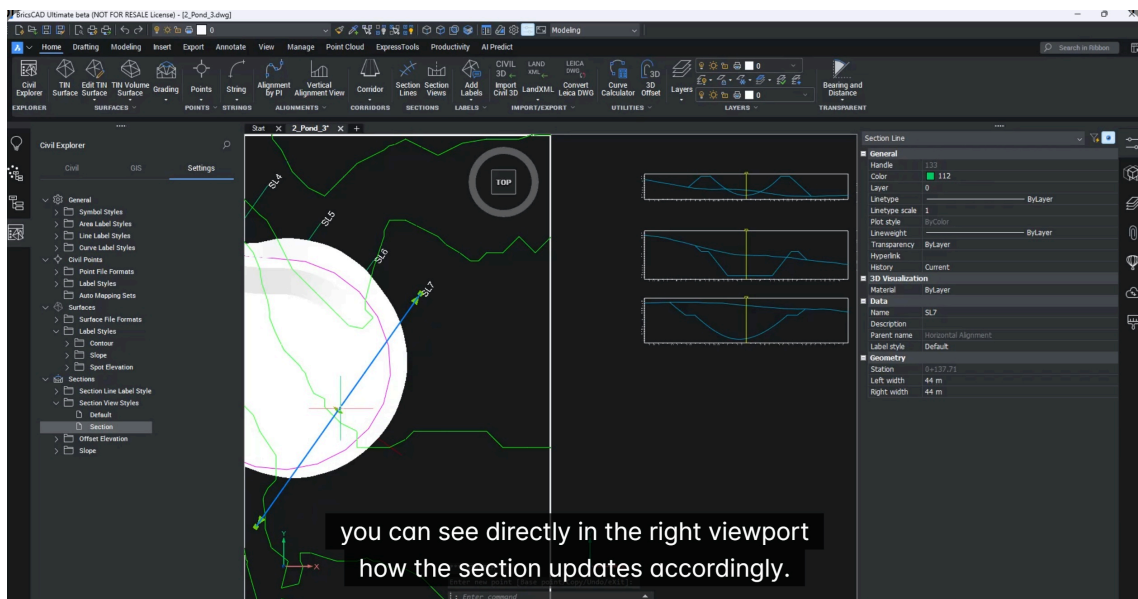 BricsCAD Ultimate beta (NOT FOR RESALE License) - [2_Pond_3.dwg]
0
Modeling
Home Drafting Modeling Insert Export Annotate View Manage Point Cloud ExpressTools Productivity AI Predict
Search in Ribbon
Civil Explorer
TIN Surface
Edit TIN Surface
TIN Volume Surface
Grading
Points
String
Alignment by PI
Vertical Alignment View
Corridor
Section Lines
Section Views
Add Labels
CIVIL 3D
Import Civil 3D
LAND XML
LandXML
LEICA DWG
Convert Leica DWG
Curve Calculator
3D
3D Offset
Layers
0
0
Bearing and Distance
EXPLORER SURFACES POINTS STRINGS ALIGNMENTS CORRIDORS SECTIONS LABELS IMPORT/EXPORT UTILITIES LAYERS TRANSPARENT
Start 2_Pond_3*
Civil Explorer
Civil GIS Settings
General
Symbol Styles
Area Label Styles
Line Label Styles
Curve Label Styles
Civil Points
Point File Formats
Label Styles
Auto Mapping Sets
Surfaces
Surface File Formats
Label Styles
Contour
Slope
Spot Elevation
Sections
Section Line Label Style
Section View Styles
Default
Section
Offset Elevation
Slope
SL4
SL5
SL6
SL7
TOP
Y
X
Section Line
General
Handle 133
Color 112
Layer 0
Linetype ByLayer
Linetype scale 1
Plot style ByColor
Lineweight ByLayer
Transparency ByLayer
Hyperlink
History Current
3D Visualization
Material ByLayer
Data
Name SL7
Description
Parent name Horizontal Alignment
Label style Default
Geometry
Station 0+137.71
Left width 44 m
Right width 44 m
you can see directly in the right viewport
how the section updates accordingly.
: Enter command